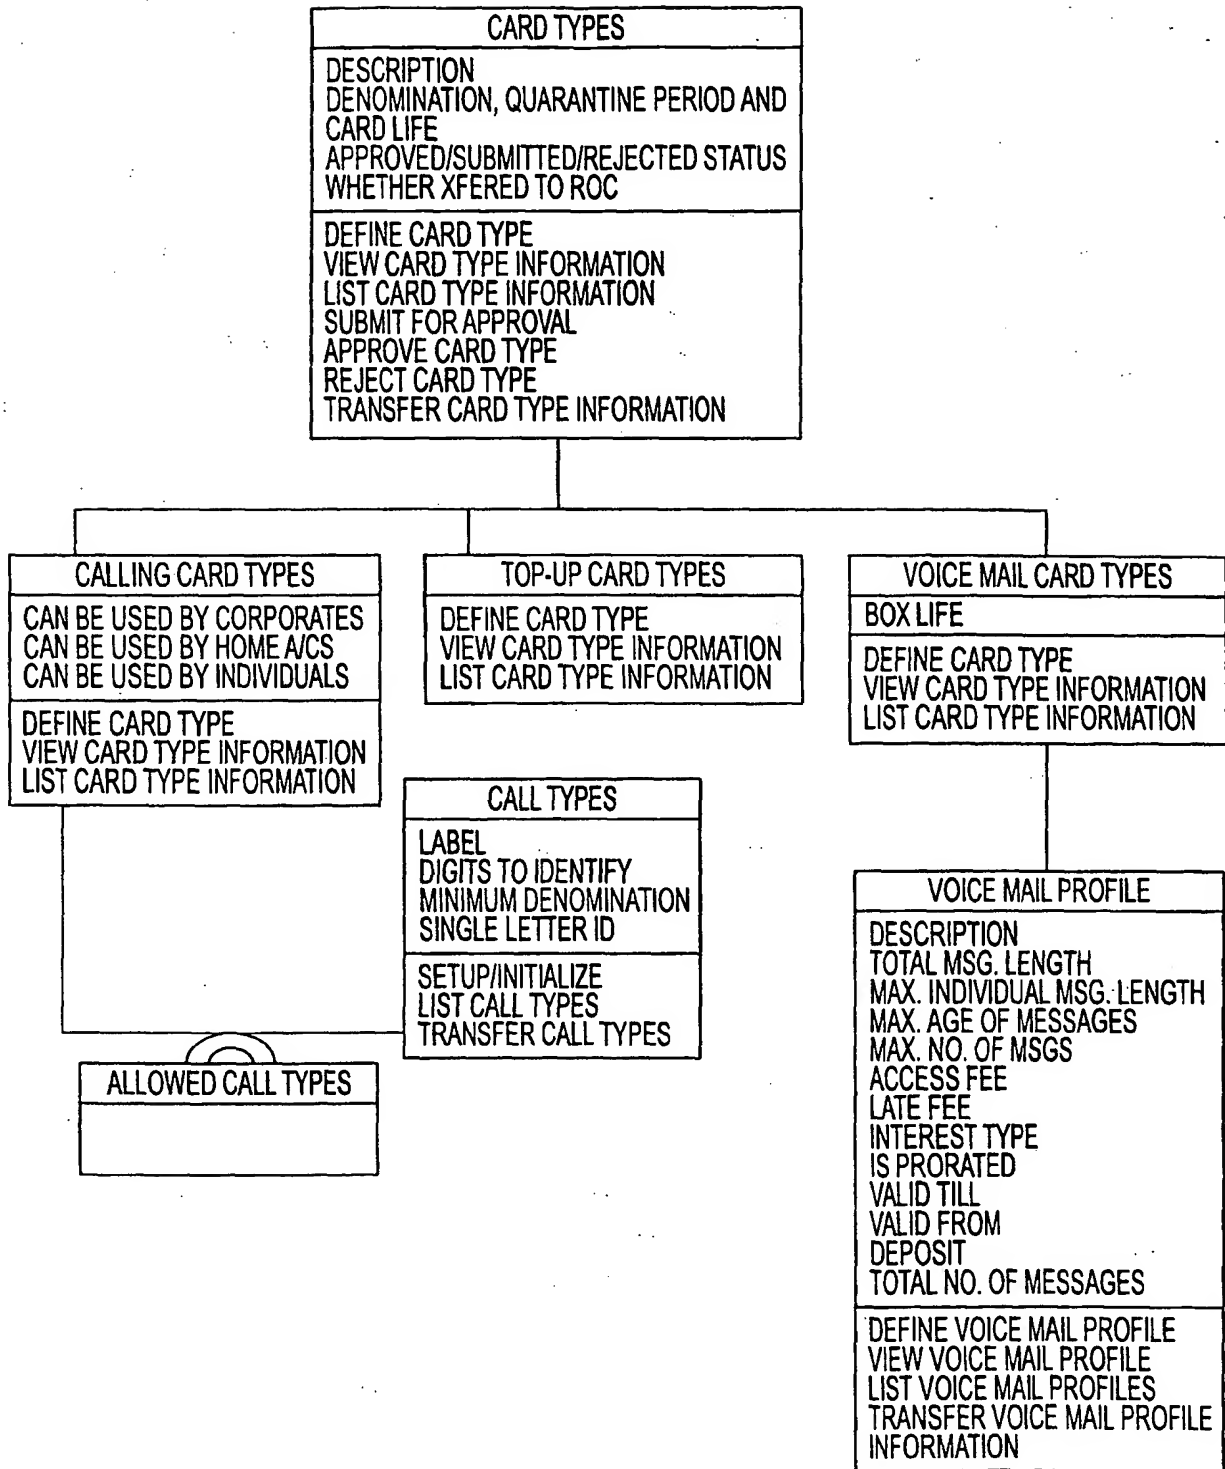 CARD TYPES
DESCRIPTION
DENOMINATION, QUARANTINE PERIOD AND
CARD LIFE
APPROVED/SUBMITTED/REJECTED STATUS
WHETHER XFERED TO ROC
DEFINE CARD TYPE
VIEW CARD TYPE INFORMATION
LIST CARD TYPE INFORMATION
SUBMIT FOR APPROVAL
APPROVE CARD TYPE
REJECT CARD TYPE
TRANSFER CARD TYPE INFORMATION
CALLING CARD TYPES
CAN BE USED BY CORPORATES
CAN BE USED BY HOME A/CS
CAN BE USED BY INDIVIDUALS
DEFINE CARD TYPE
VIEW CARD TYPE INFORMATION
LIST CARD TYPE INFORMATION
TOP-UP CARD TYPES
DEFINE CARD TYPE
VIEW CARD TYPE INFORMATION
LIST CARD TYPE INFORMATION
VOICE MAIL CARD TYPES
BOX LIFE
DEFINE CARD TYPE
VIEW CARD TYPE INFORMATION
LIST CARD TYPE INFORMATION
CALL TYPES
LABEL
DIGITS TO IDENTIFY
MINIMUM DENOMINATION
SINGLE LETTER ID
SETUP/INITIALIZE
LIST CALL TYPES
TRANSFER CALL TYPES
ALLOWED CALL TYPES
VOICE MAIL PROFILE
DESCRIPTION
TOTAL MSG. LENGTH
MAX. INDIVIDUAL MSG. LENGTH
MAX. AGE OF MESSAGES
MAX. NO. OF MSGS
ACCESS FEE
LATE FEE
INTEREST TYPE
IS PRORATED
VALID TILL
VALID FROM
DEPOSIT
TOTAL NO. OF MESSAGES
DEFINE VOICE MAIL PROFILE
VIEW VOICE MAIL PROFILE
LIST VOICE MAIL PROFILES
TRANSFER VOICE MAIL PROFILE
INFORMATION